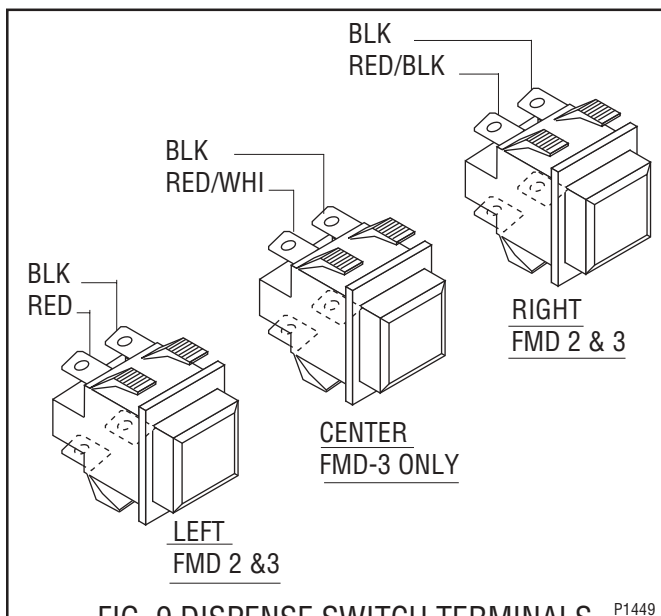 BLK
RED/BLK
BLK
RED/WHI
BLK
RED
RIGHT
FMD 2 & 3
CENTER
FMD-3 ONLY
LEFT
FMD 2 &3
FIG. 9 DISPENSE SWITCH TERMINALS P1449